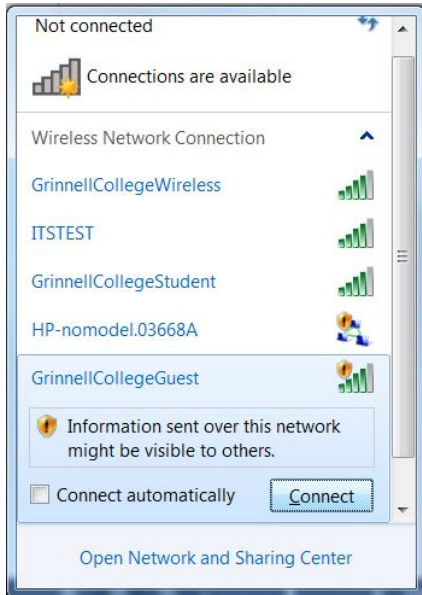 Not connected
Connections are available
Wireless Network Connection
GrinnellCollegeWireless
ITSTEST
GrinnellCollegeStudent
HP-nomodel.03668A
GrinnellCollegeGuest
Information sent over this network
might be visible to others.
Connect automatically Connect
Open Network and Sharing Center